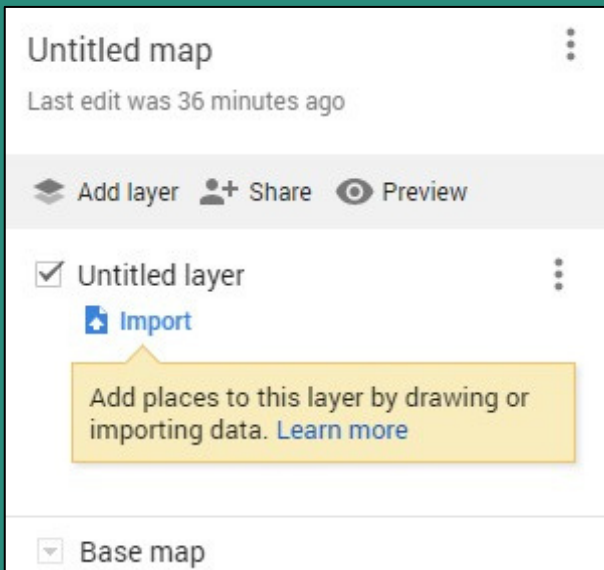 Untitled map
Last edit was 36 minutes ago
Add layer Share Preview
Untitled layer
Import
Add places to this layer by drawing or
importing data. Learn more
Base map